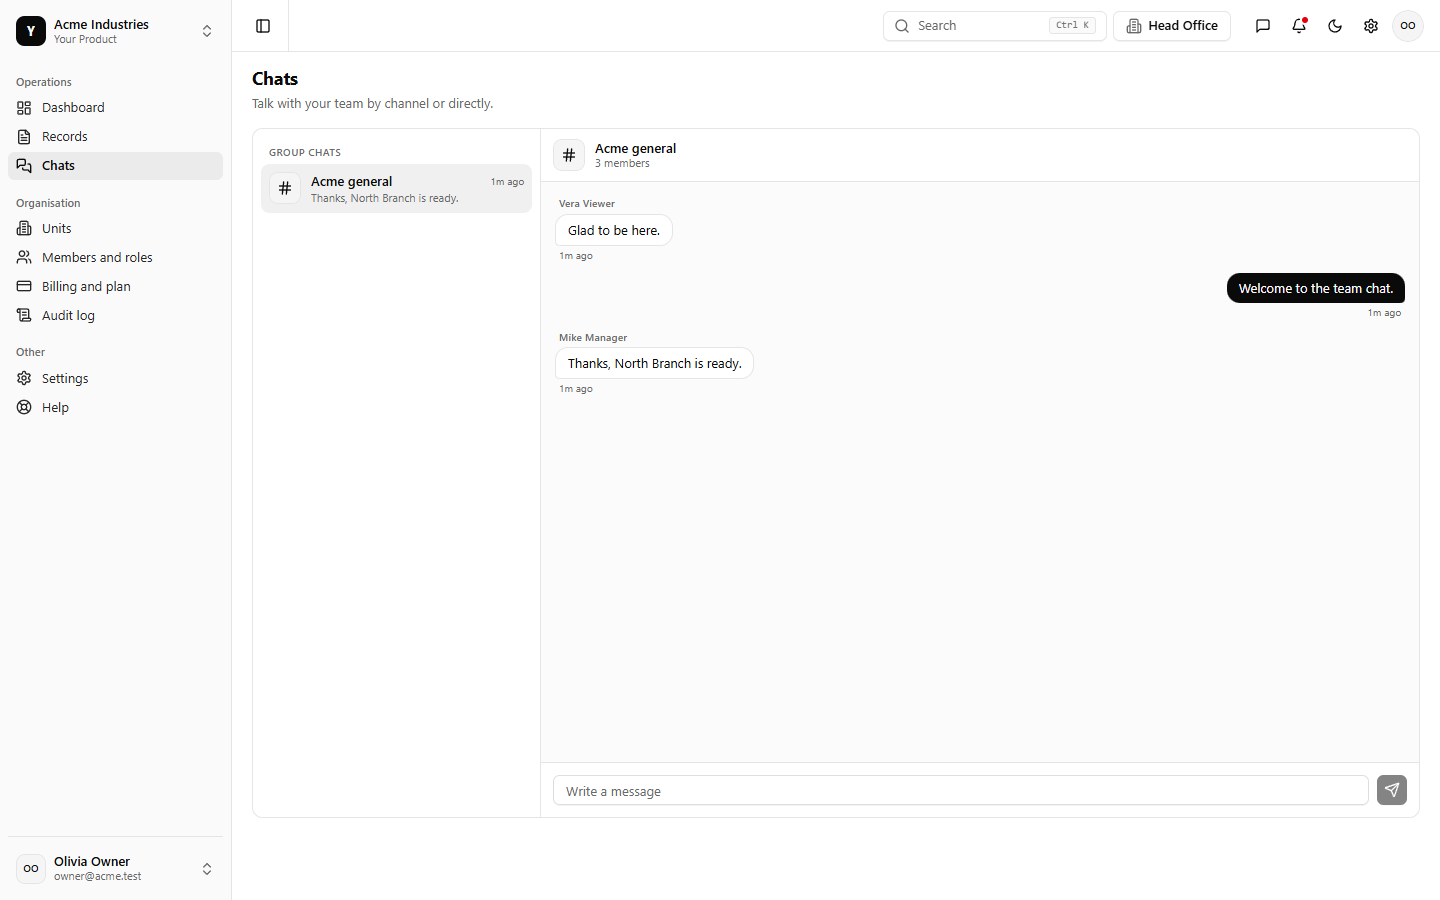 Y
Acme Industries
Your Product
Operations
Dashboard
Records
Chats
Organisation
Units
Members and roles
Billing and plan
Audit log
Other
Settings
Help
OO
Olivia Owner
owner@acme.test
Search
Ctrl K
Head Office
OO
Chats
Talk with your team by channel or directly.
GROUP CHATS
Acme general
1m ago
Thanks, North Branch is ready.
Acme general
3 members
Vera Viewer
Glad to be here.
1m ago
Welcome to the team chat.
1m ago
Mike Manager
Thanks, North Branch is ready.
1m ago
Write a message